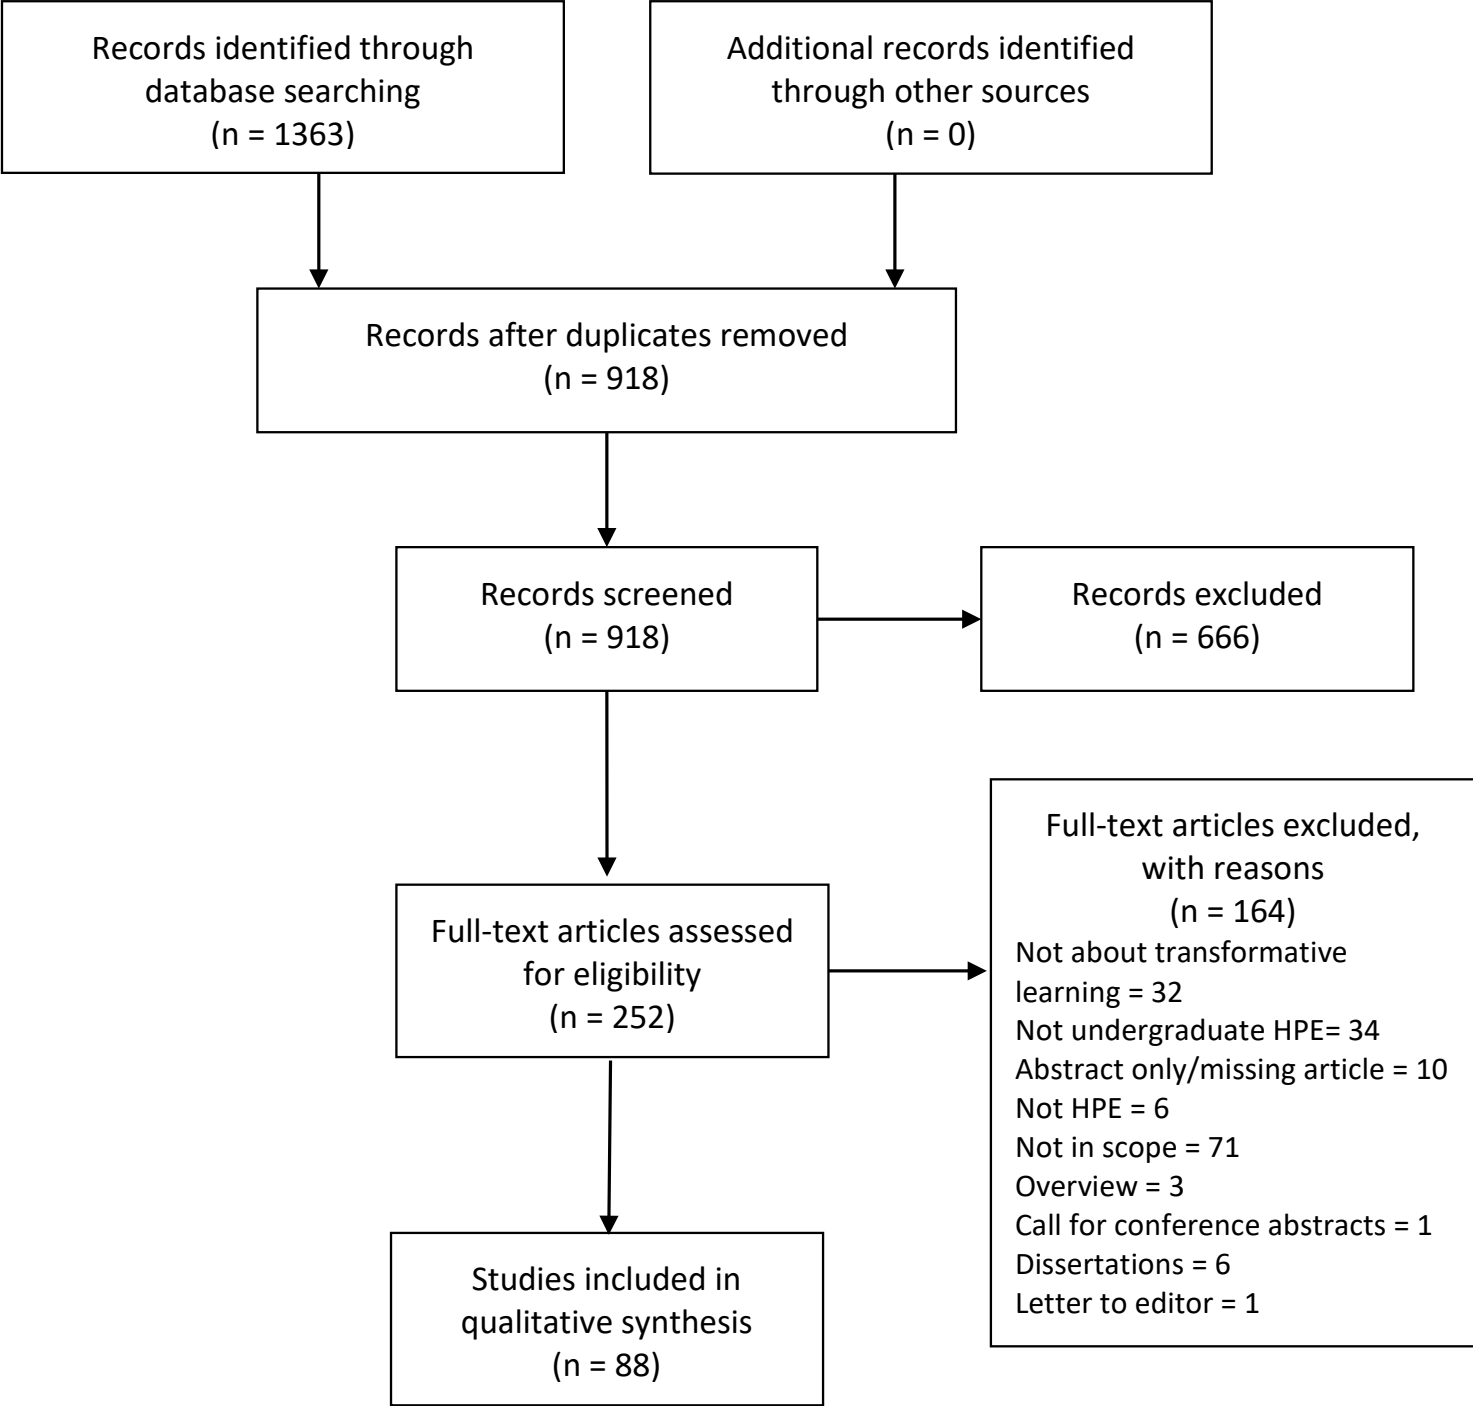 Records identified through
database searching
(n = 1363)
Additional records identified
through other sources
(n = 0)
Records after duplicates removed
(n = 918)
Records screened
(n = 918)
Records excluded
(n = 666)
Full-text articles assessed
for eligibility
(n = 252)
Full-text articles excluded,
with reasons
(n = 164)
Not about transformative
learning = 32
Not undergraduate HPE= 34
Abstract only/missing article = 10
Not HPE = 6
Not in scope = 71
Overview = 3
Call for conference abstracts = 1
Dissertations = 6
Letter to editor = 1
Studies included in
qualitative synthesis
(n = 88)